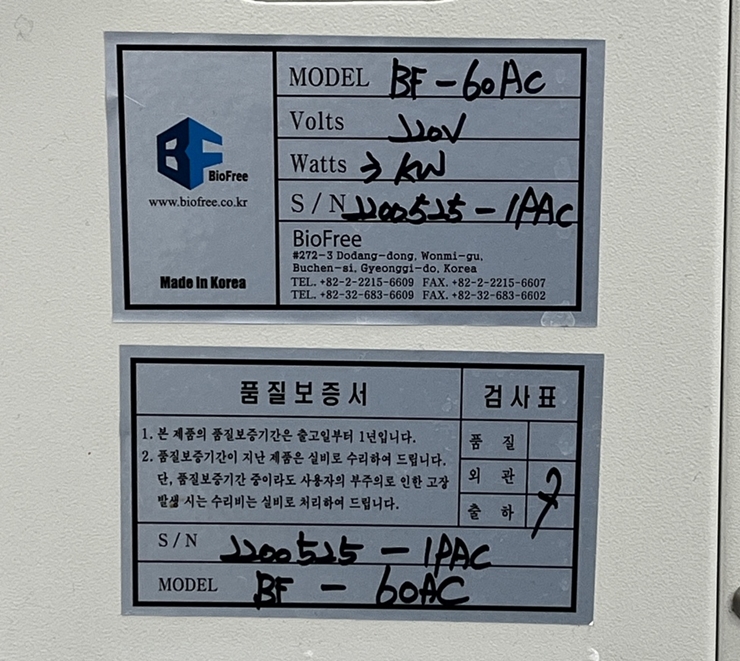 MODEL BF-60AC
Volts 220V
Watts 3 KW
S/N 2200525-1PAC
BF BioFree
www.biofree.co.kr
Made In Korea
BioFree
#272-3 Dodang-dong, Wonmi-gu,
Buchen-si, Gyeonggi-do, Korea
TEL. +82-2-2215-6609 FAX. +82-2-2215-6607
TEL. +82-32-683-6609 FAX. +82-32-683-6602
품질보증서
1. 본 제품의 품질보증기간은 출고일부터 1년입니다.
2. 품질보증기간이 지난 제품은 실비로 수리하여 드립니다.
단, 품질보증기간 중이라도 사용자의 부주의로 인한 고장
발생 시는 수리비는 실비로 처리하여 드립니다.
검사표
품 질
외 관
출 하
S/N 2200525-1PAC
MODEL BF-60AC